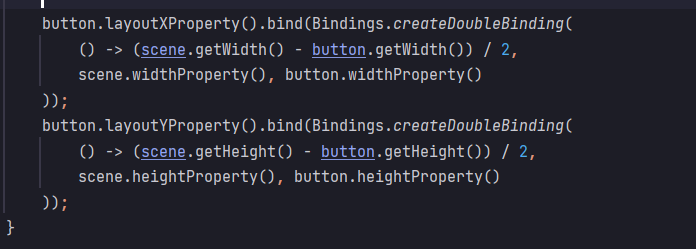 button.layoutXProperty().bind(Bindings.createDoubleBinding(
() -> (scene.getWidth() - button.getWidth()) / 2,
scene.widthProperty(), button.widthProperty()
));
button.layoutYProperty().bind(Bindings.createDoubleBinding(
() -> (scene.getHeight() - button.getHeight()) / 2,
scene.heightProperty(), button.heightProperty()
));
}